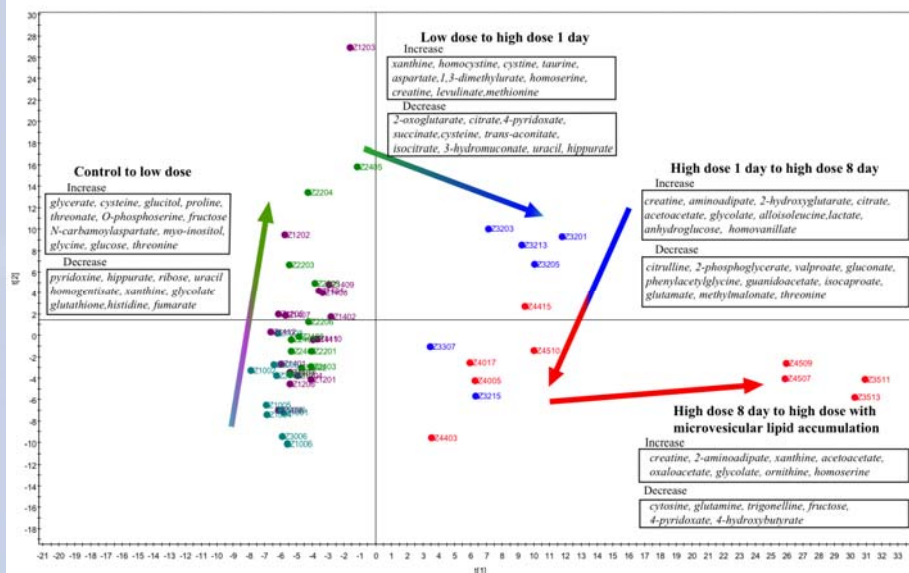 Low dose to high dose 1 day
Increase
xanthine, homocystine, cystine, taurine,
aspartate,1,3-dimethylurate, homoserine,
creatine, levulinate,methionine
Decrease
2-oxoglutarate, citrate,4-pyridoxate,
succinate,cysteine, trans-aconitate,
isocitrate, 3-hydromuconate, uracil, hippurate
Control to low dose
Increase
glycerate, cysteine, glucitol, proline,
threonate, O-phosphoserine, fructose
N-carbamoylaspartate, myo-inositol,
glycine, glucose, threonine
Decrease
pyridoxine, hippurate, ribose, uracil
homogentisate, xanthine, glycolate
glutathione,histidine, fumarate
High dose 1 day to high dose 8 day
Increase
creatine, aminoadipate, 2-hydroxyglutarate, citrate,
acetoacetate, glycolate, alloisoleucine,lactate,
anhydroglucose, homovanillate
Decrease
citrulline, 2-phosphoglycerate, valproate, gluconate,
phenylacetylglycine, guanidoacetate, isocaproate,
glutamate, methylmalonate, threonine
High dose 8 day to high dose with
microvesicular lipid accumulation
Increase
creatine, 2-aminoadipate, xanthine, acetoacetate,
oxaloacetate, glycolate, ornithine, homoserine
Decrease
cytosine, glutamine, trigonelline, fructose,
4-pyridoxate, 4-hydroxybutyrate
Z1203
Z2405
Z2204
Z1202
Z2203
Z3203
Z3201
Z3213
Z3205
Z4415
Z1402
Z3307
Z4510
Z4017
Z4005
Z3215
Z4403
Z4509
Z4507
Z3511
Z3513
Z2201
Z1201
Z1206
Z1005
Z3006
Z1006
30
28
26
24
22
20
18
16
14
12
10
8
6
4
2
0
-2
-4
-6
-8
-10
-12
-14
-16
-18
t[2]
-21 -20 -19 -18 -17 -16 -15 -14 -13 -12 -11 -10 -9 -8 -7 -6 -5 -4 -3 -2 -1 0 1 2 3 4 5 6 7 8 9 10 11 12 13 14 15 16 17 18 19 20 21 22 23 24 25 26 27 28 29 30 31 32 33
t[1]